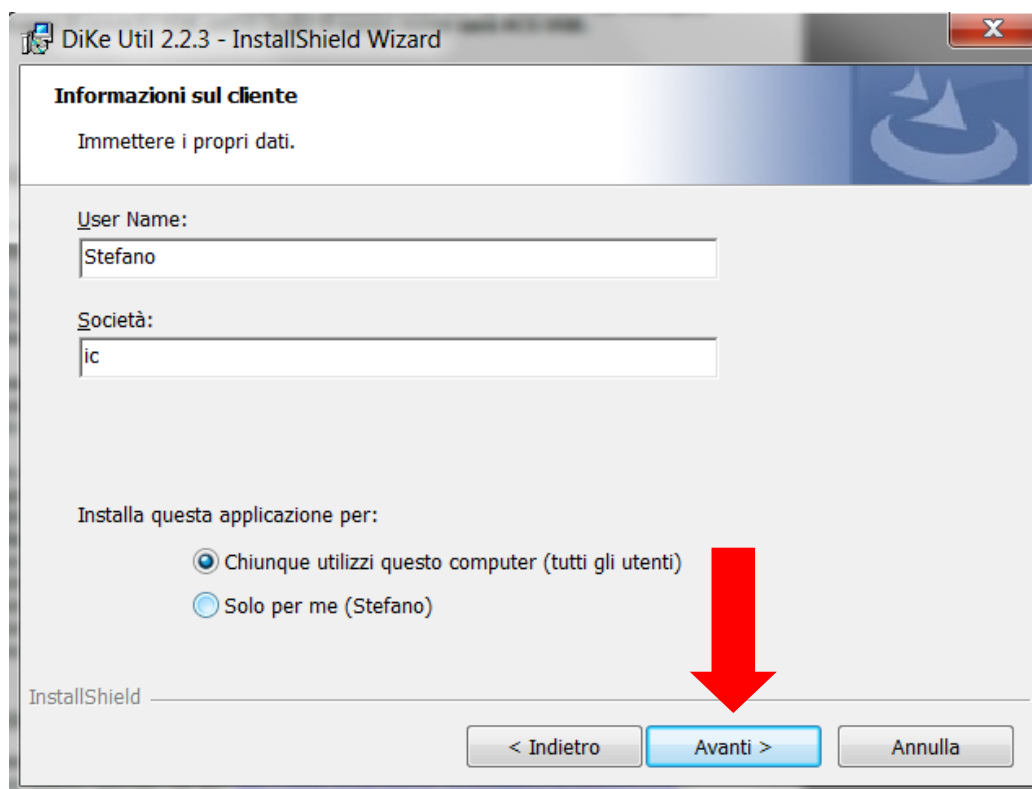 DiKe Util 2.2.3 - InstallShield Wizard
Informazioni sul cliente
Immettere i propri dati.
User Name:
Stefano
Società:
ic
Installa questa applicazione per:
Chiunque utilizzi questo computer (tutti gli utenti)
Solo per me (Stefano)
InstallShield
< Indietro
Avanti >
Annulla